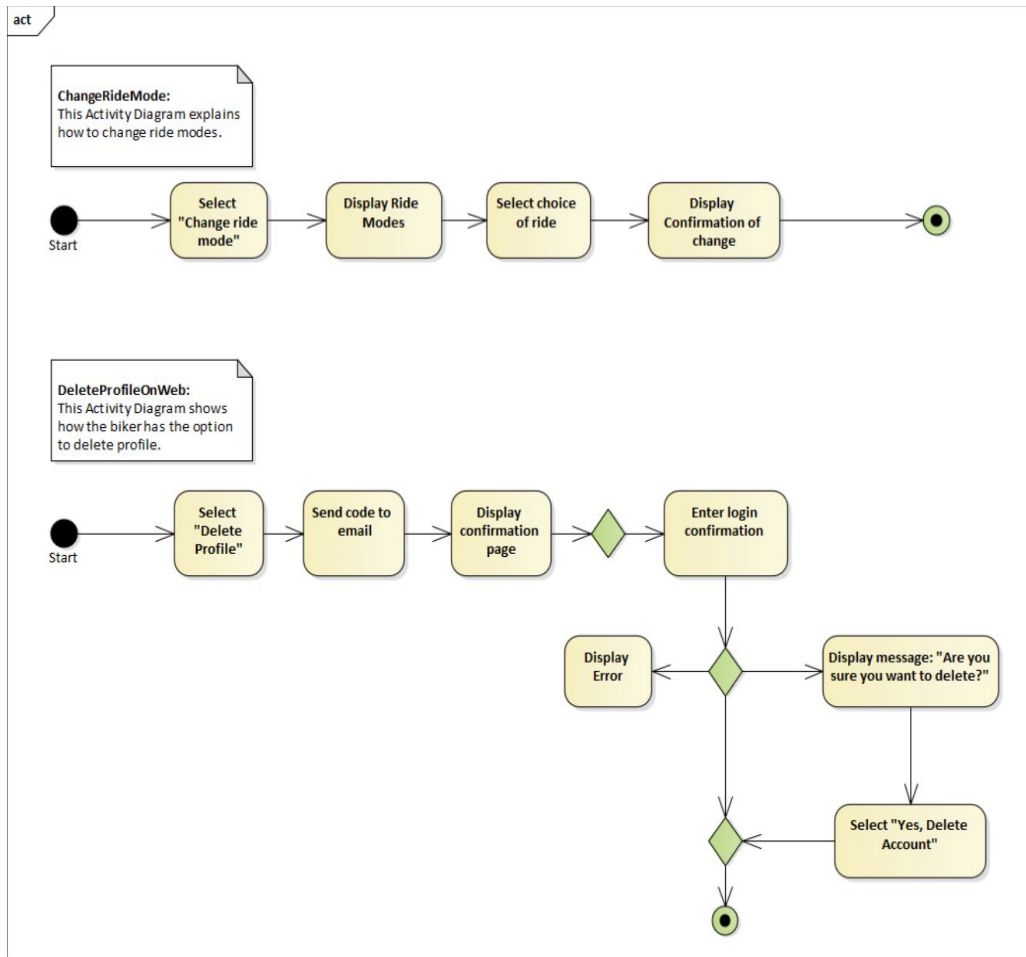 act
ChangeRideMode:
This Activity Diagram explains
how to change ride modes.
Start
Select
"Change ride
mode"
Display Ride
Modes
Select choice
of ride
Display
Confirmation of
change
DeleteProfileOnWeb:
This Activity Diagram shows
how the biker has the option
to delete profile.
Start
Select
"Delete
Profile"
Send code to
email
Display
confirmation
page
Enter login
confirmation
Display
Error
Display message: "Are you
sure you want to delete?"
Select "Yes, Delete
Account"